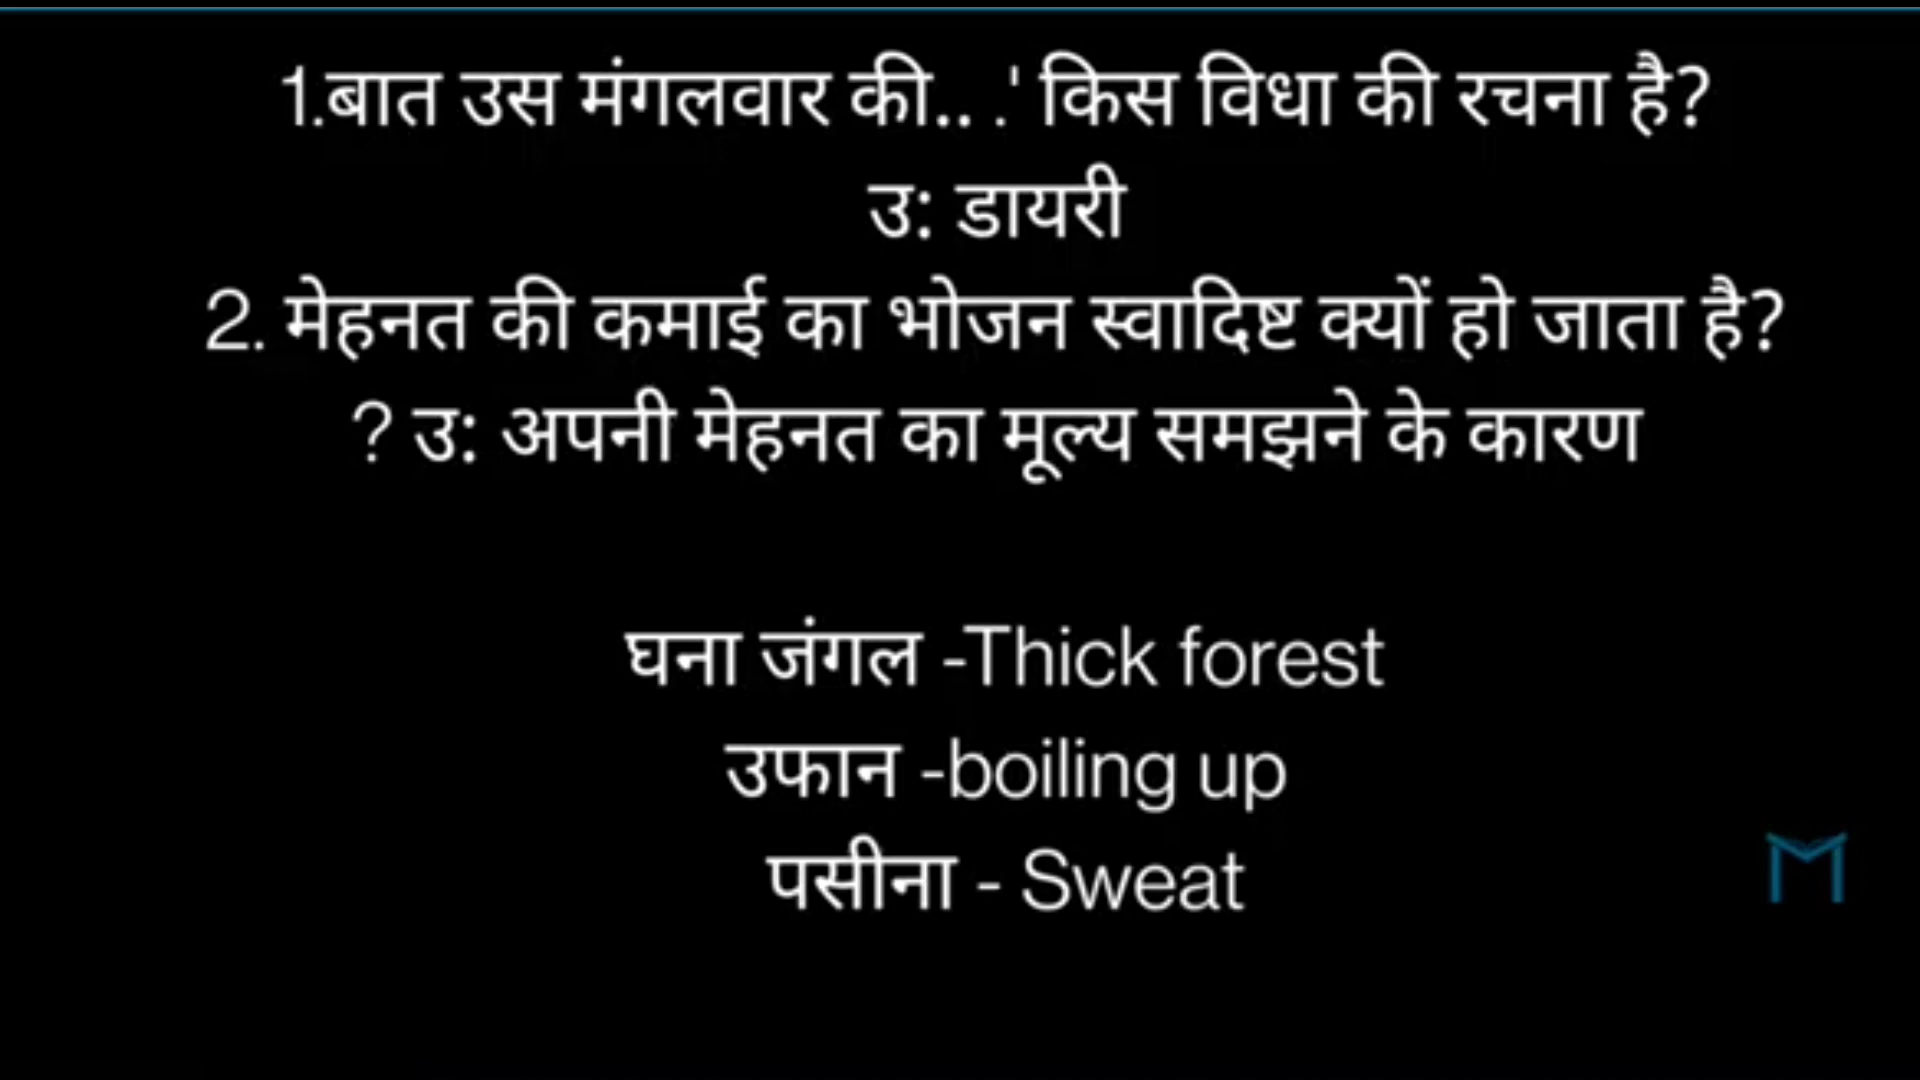 1.बात उस मंगलवार की.. .' किस विधा की रचना है?
उ: डायरी
2. मेहनत की कमाई का भोजन स्वादिष्ट क्यों हो जाता है?
? उ: अपनी मेहनत का मूल्य समझने के कारण
घना जंगल -Thick forest
उफान -boiling up
पसीना - Sweat